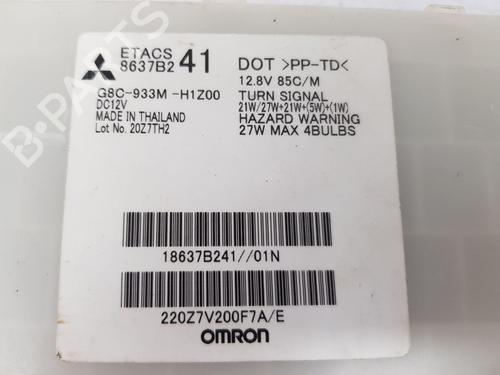 ETACS
8637B2 41
G8C-933M -H1Z00
DC12V
MADE IN THAILAND
Lot No. 20Z7TH2
DOT >PP-TD<
12.8V 85C/M
TURN SIGNAL
21W/27W+21W+(5W)+(1W)
HAZARD WARNING
27W MAX 4BULBS
18637B241//01N
220Z7V200F7A/E
OMRON
B-PARTS